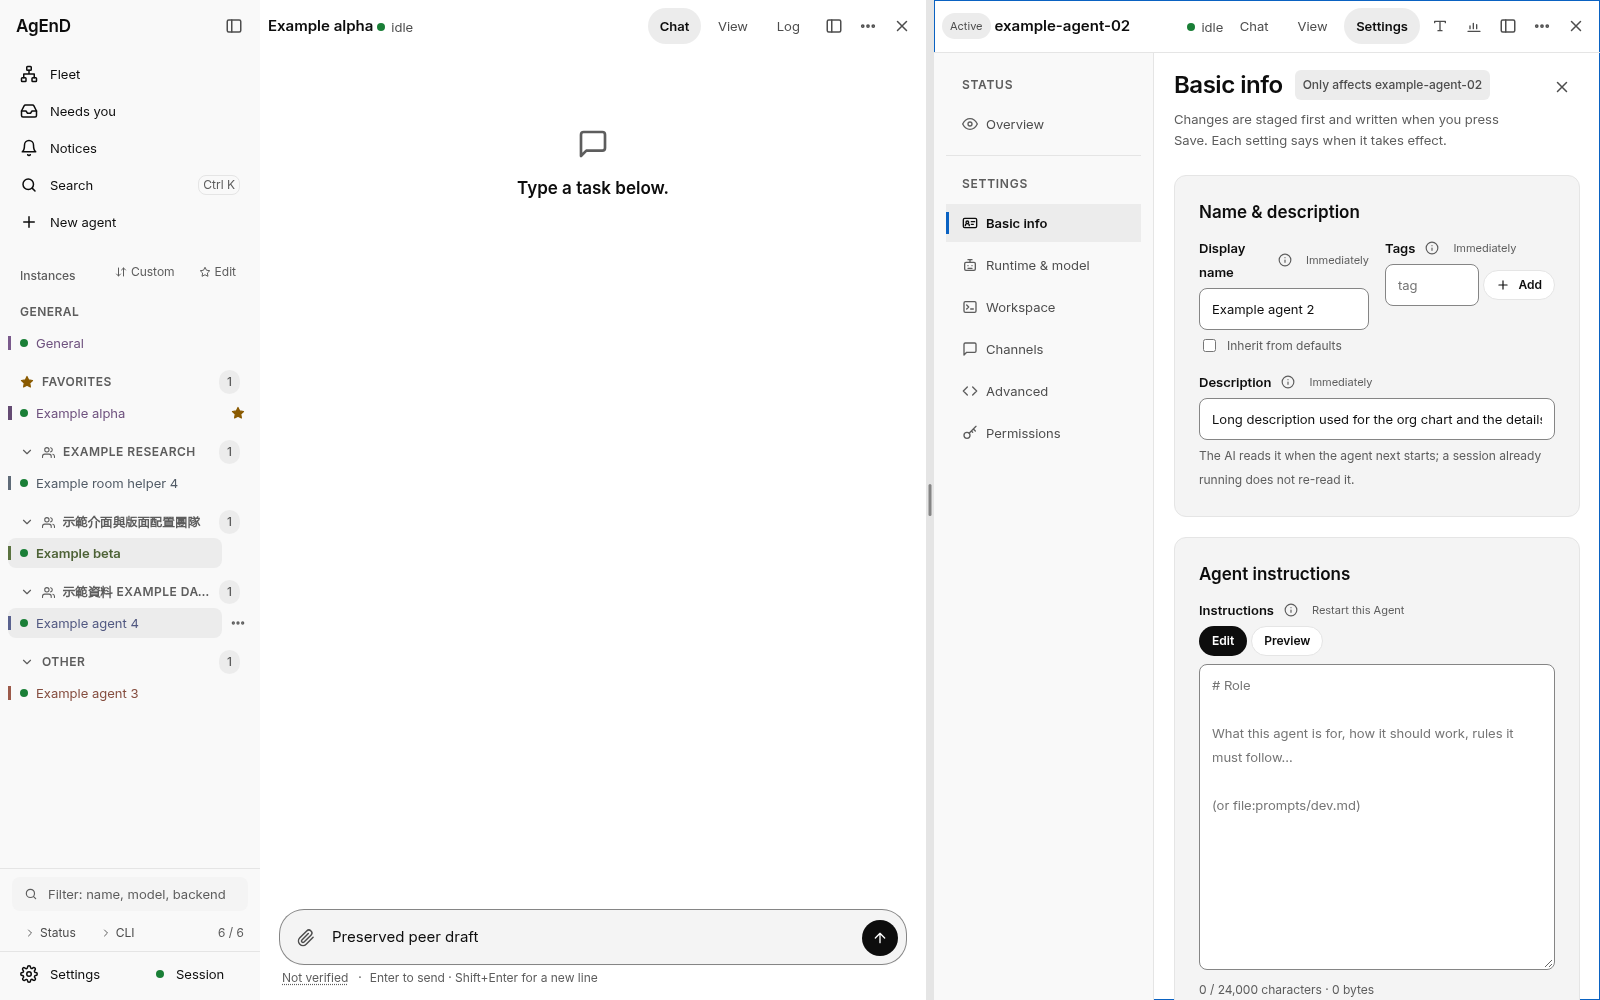 AgEnD
Fleet
Needs you
Notices
Search
Ctrl K
New agent
Instances
Custom
Edit
GENERAL
General
FAVORITES
1
Example alpha
EXAMPLE RESEARCH
1
Example room helper 4
示範介面與版面配置團隊
1
Example beta
示範資料 EXAMPLE DA...
1
Example agent 4
OTHER
1
Example agent 3
Filter: name, model, backend
Status
CLI
6 / 6
Settings
Session
Example alpha
idle
Chat
View
Log
Type a task below.
Preserved peer draft
Not verified · Enter to send · Shift+Enter for a new line
Active
example-agent-02
idle
Chat
View
Settings
STATUS
Overview
SETTINGS
Basic info
Runtime & model
Workspace
Channels
Advanced
Permissions
Basic info
Only affects example-agent-02
Changes are staged first and written when you press
Save. Each setting says when it takes effect.
Name & description
Display
name
Immediately
Example agent 2
Inherit from defaults
Tags
Immediately
tag
Add
Description
Immediately
Long description used for the org chart and the details
The AI reads it when the agent next starts; a session already
running does not re-read it.
Agent instructions
Instructions
Restart this Agent
Edit
Preview
# Role
What this agent is for, how it should work, rules it
must follow...
(or file:prompts/dev.md)
0 / 24,000 characters · 0 bytes